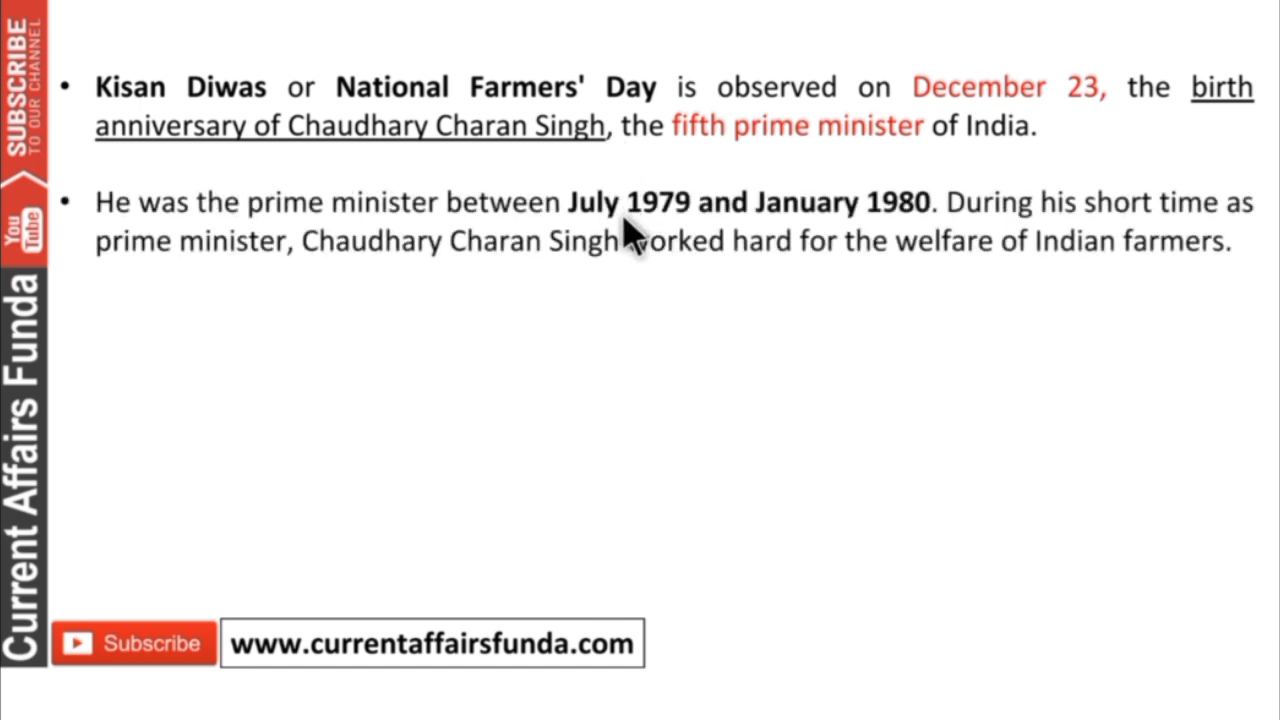 SUBSCRIBE
TO OUR CHANNEL
You
Tube
Current Affairs Funda
• Kisan Diwas or National Farmers' Day is observed on December 23, the birth
anniversary of Chaudhary Charan Singh, the fifth prime minister of India.
• He was the prime minister between July 1979 and January 1980. During his short time as
prime minister, Chaudhary Charan Singh worked hard for the welfare of Indian farmers.
Subscribe
www.currentaffairsfunda.com